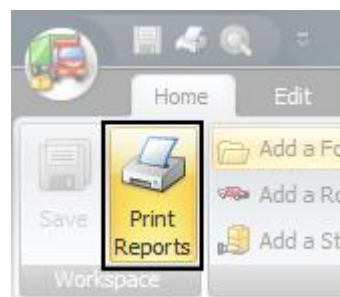 Home Edit
Save
Print
Reports
Add a Fo
Add a Ro
Add a St
Workspace